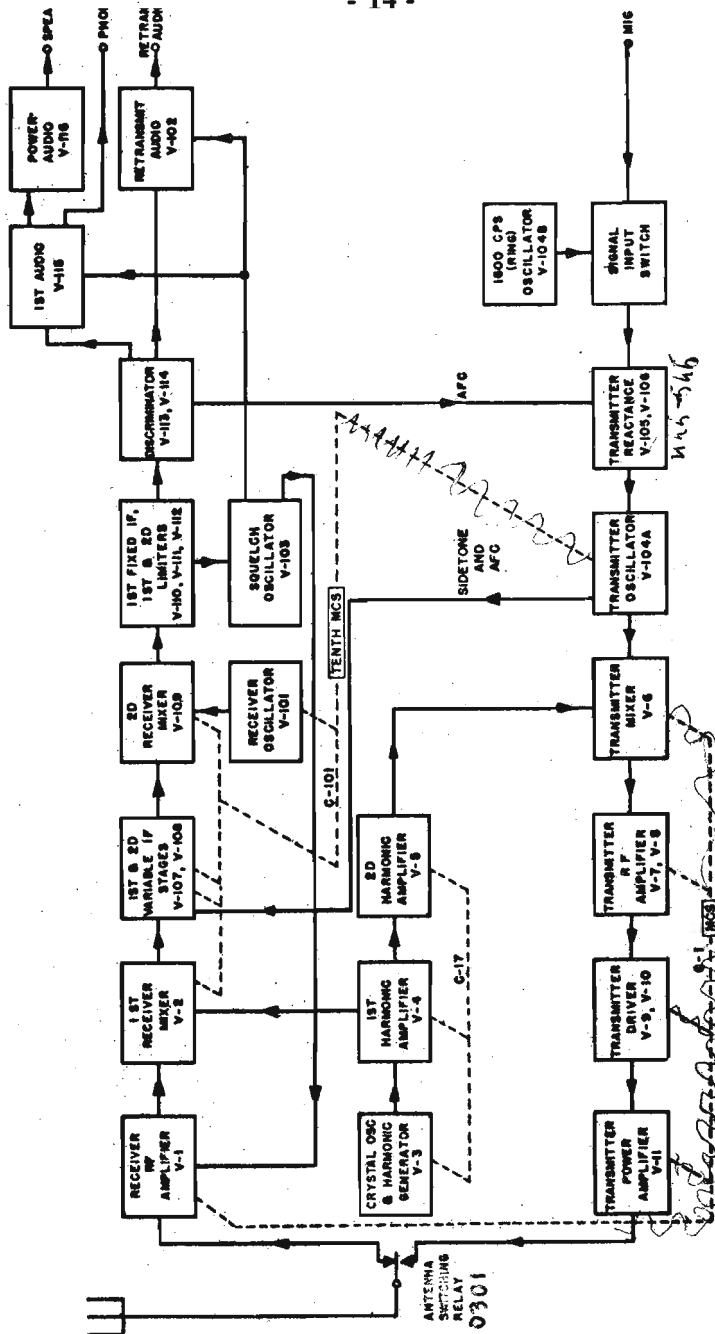 - 14 -
RECEIVER
RF
AMPLIFIER
V-1
1 ST
RECEIVER
MIXER
V-2
1ST & 2D
VARIABLE IF
STAGES
V-107, V-108
2D
RECEIVER
MIXER
V-109
1ST FIXED IF,
1ST & 2D
LIMITERS
V-110, V-111, V-112
DISCRIMINATOR
V-113, V-114
1ST AUDIO
V-115
POWER-
AUDIO
V-116
SPEA
PHO
RETRANSMIT
AUDIO
V-102
RETRAN
AUDI
RECEIVER
OSCILLATOR
V-101
SQUELCH
OSCILLATOR
V-103
C-101
TENTH MCS
CRYSTAL OSC
& HARMONIC
GENERATOR
V-3
1ST
HARMONIC
AMPLIFIER
V-4
2D
HARMONIC
AMPLIFIER
V-5
C-17
SIDETONE
AND
AFC
AFC
1600 CPS
(RING)
OSCILLATOR
V-104B
ANTENNA
SWITCHING
RELAY
0301
TRANSMITTER
POWER
AMPLIFIER
V-11
TRANSMITTER
DRIVER
V-9, V-10
TRANSMITTER
RF
AMPLIFIER
V-7, V-8
TRANSMITTER
MIXER
V-6
TRANSMITTER
OSCILLATOR
V-104A
TRANSMITTER
REACTANCE
V-105, V-106
SIGNAL
INPUT
SWITCH
MIC
C-1
MCS